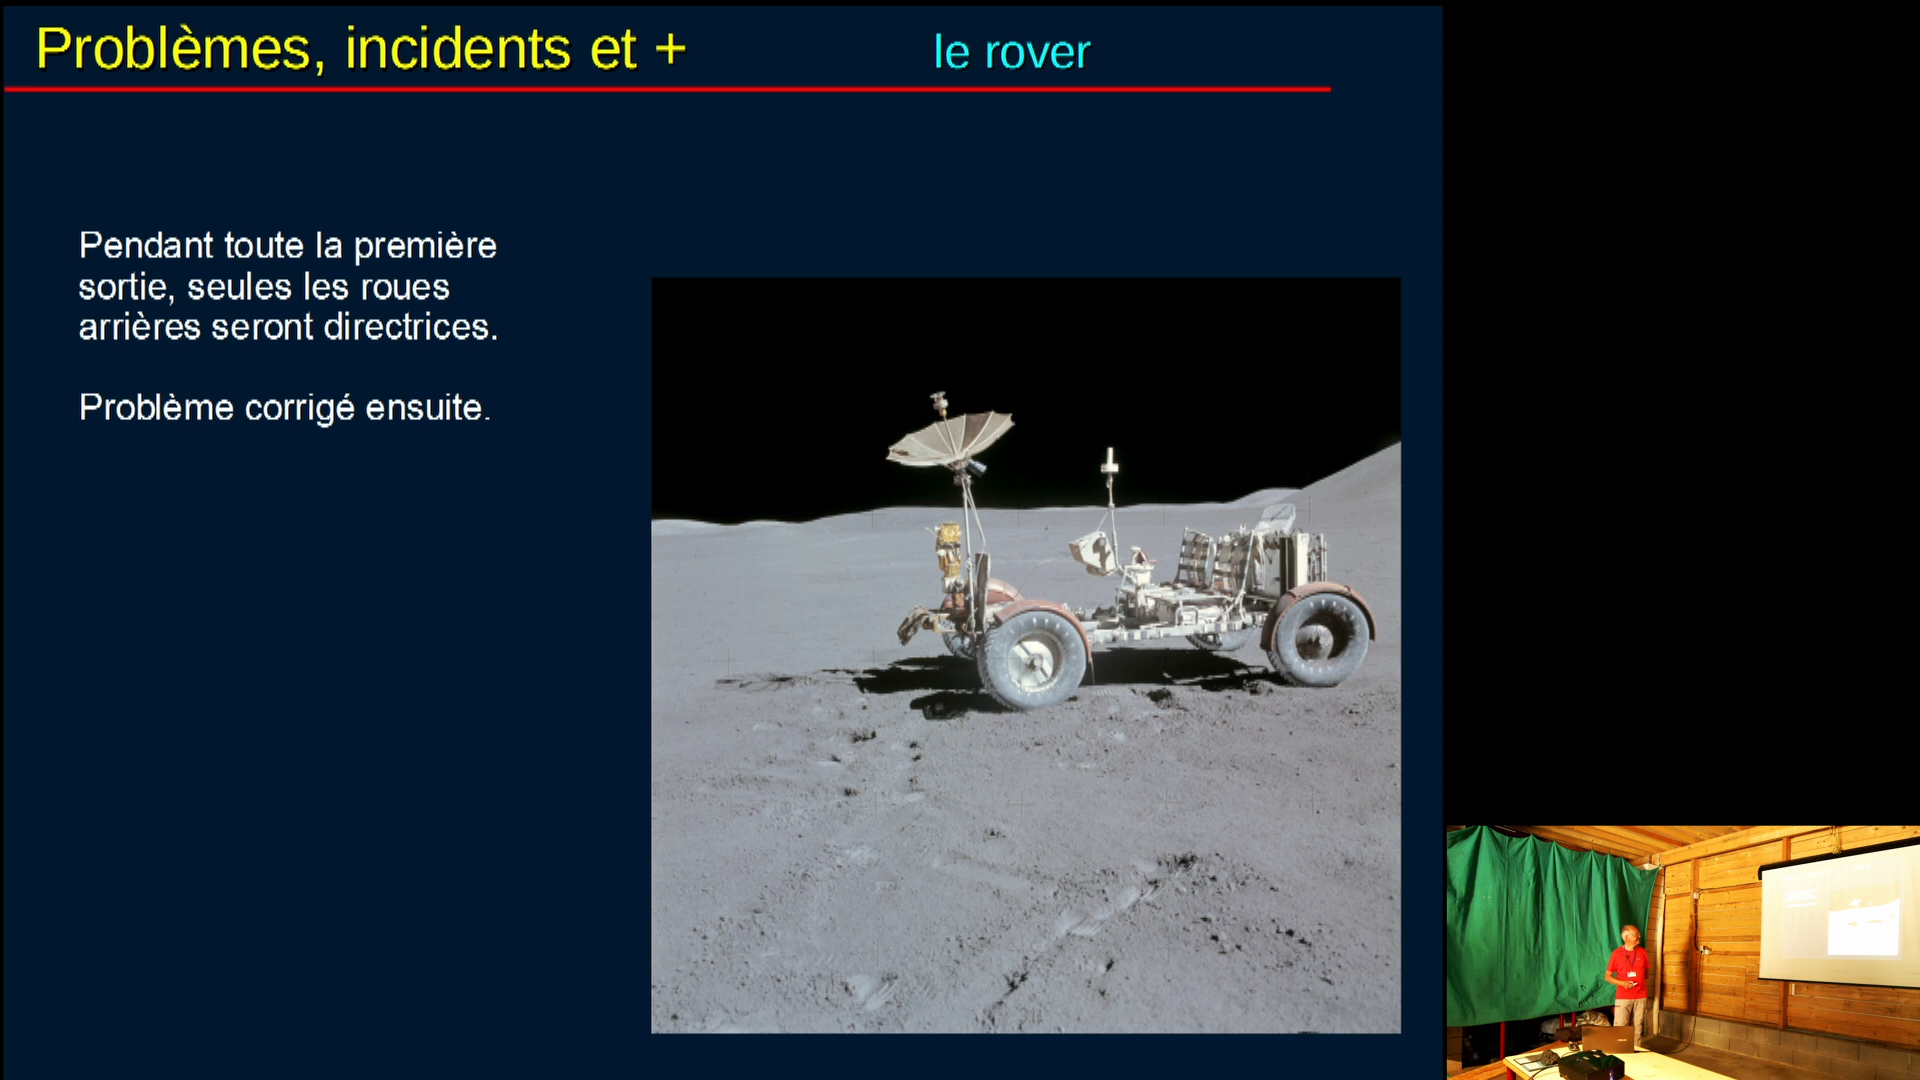 Problèmes, incidents et +
le rover
Pendant toute la première
sortie, seules les roues
arrières seront directrices.
Problème corrigé ensuite.